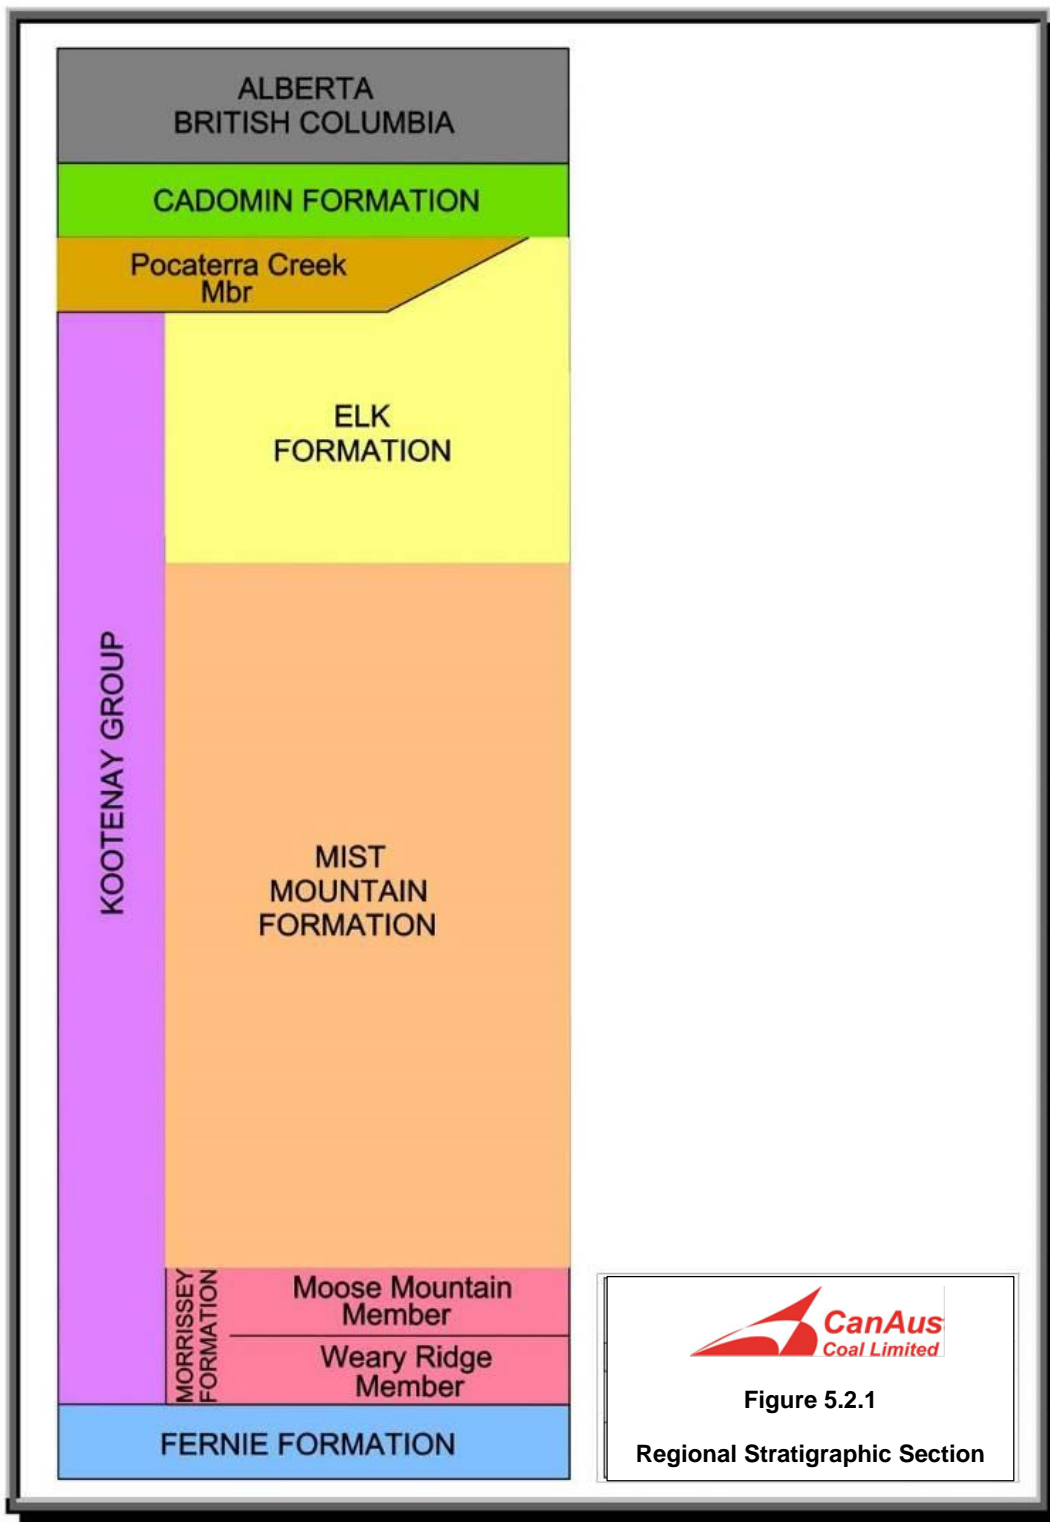 ALBERTA
BRITISH COLUMBIA
CADOMIN FORMATION
Pocaterra Creek
Mbr
ELK
FORMATION
KOOTENAY GROUP
MIST
MOUNTAIN
FORMATION
MORRISSEY
FORMATION
Moose Mountain
Member
Weary Ridge
Member
FERNIE FORMATION
CanAus
Coal Limited
Figure 5.2.1
Regional Stratigraphic Section